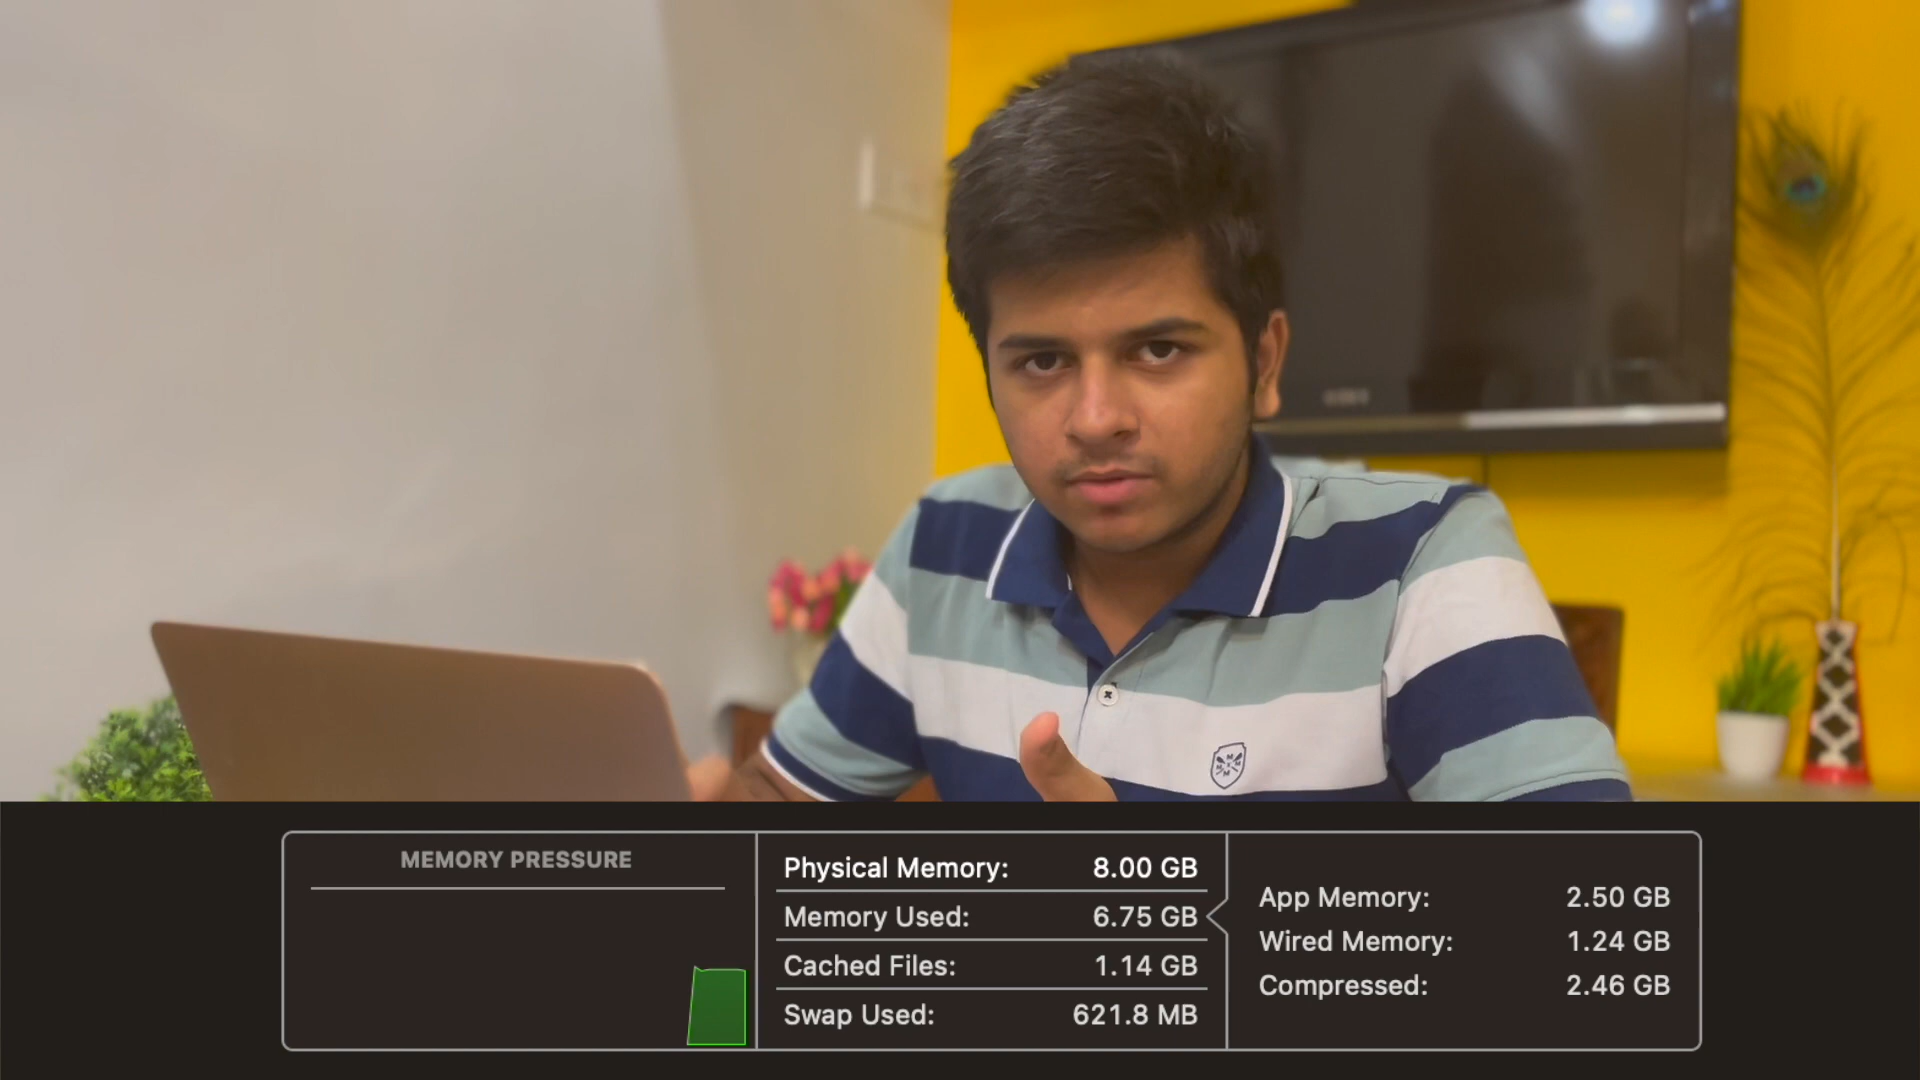 MEMORY PRESSURE
Physical Memory: 8.00 GB
Memory Used: 6.75 GB
Cached Files: 1.14 GB
Swap Used: 621.8 MB
App Memory: 2.50 GB
Wired Memory: 1.24 GB
Compressed: 2.46 GB